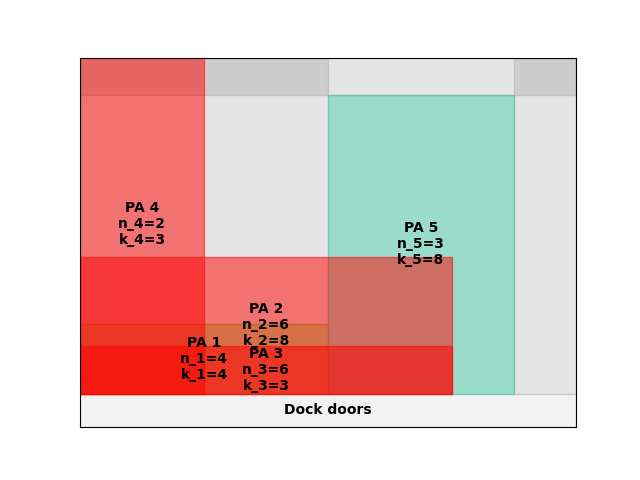 PA 4
n_4=2
k_4=3
PA 5
n_5=3
k_5=8
PA 2
n_2=6
k_2=8
PA 1
n_1=4
k_1=4
PA 3
n_3=6
k_3=3
Dock doors